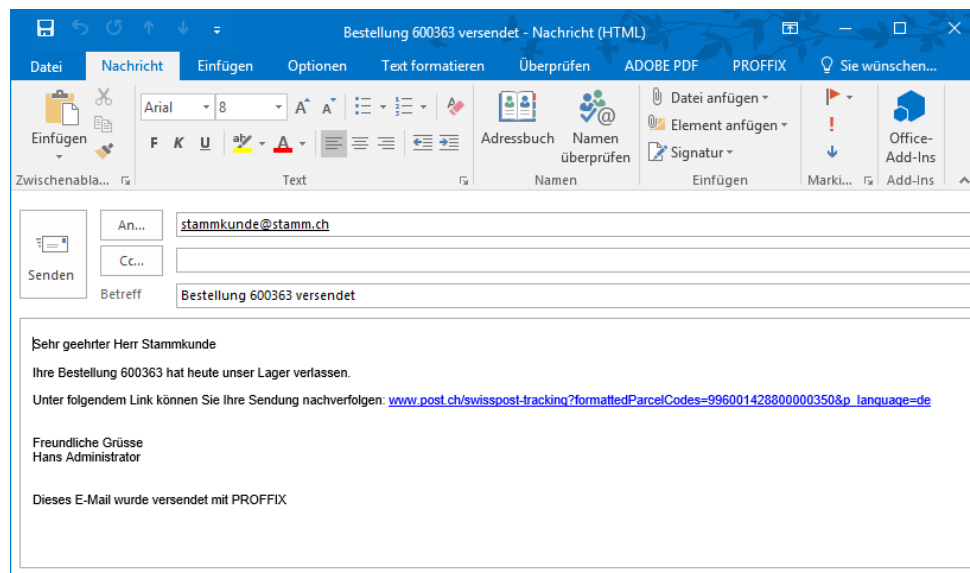 Bestellung 600363 versendet - Nachricht (HTML)
Datei Nachricht Einfügen Optionen Text formatieren Überprüfen ADOBE PDF PROFFIX Sie wünschen...
Einfügen
Arial 8
F K U
Adressbuch
Namen überprüfen
Datei anfügen
Element anfügen
Signatur
Office-Add-Ins
Zwischenabla... Text Namen Einfügen Marki... Add-Ins
Senden
An... stammkunde@stamm.ch
Cc...
Betreff Bestellung 600363 versendet
Sehr geehrter Herr Stammkunde
Ihre Bestellung 600363 hat heute unser Lager verlassen.
Unter folgendem Link können Sie Ihre Sendung nachverfolgen: www.post.ch/swisspost-tracking?formattedParcelCodes=996001428800000350&p_language=de
Freundliche Grüsse
Hans Administrator
Dieses E-Mail wurde versendet mit PROFFIX